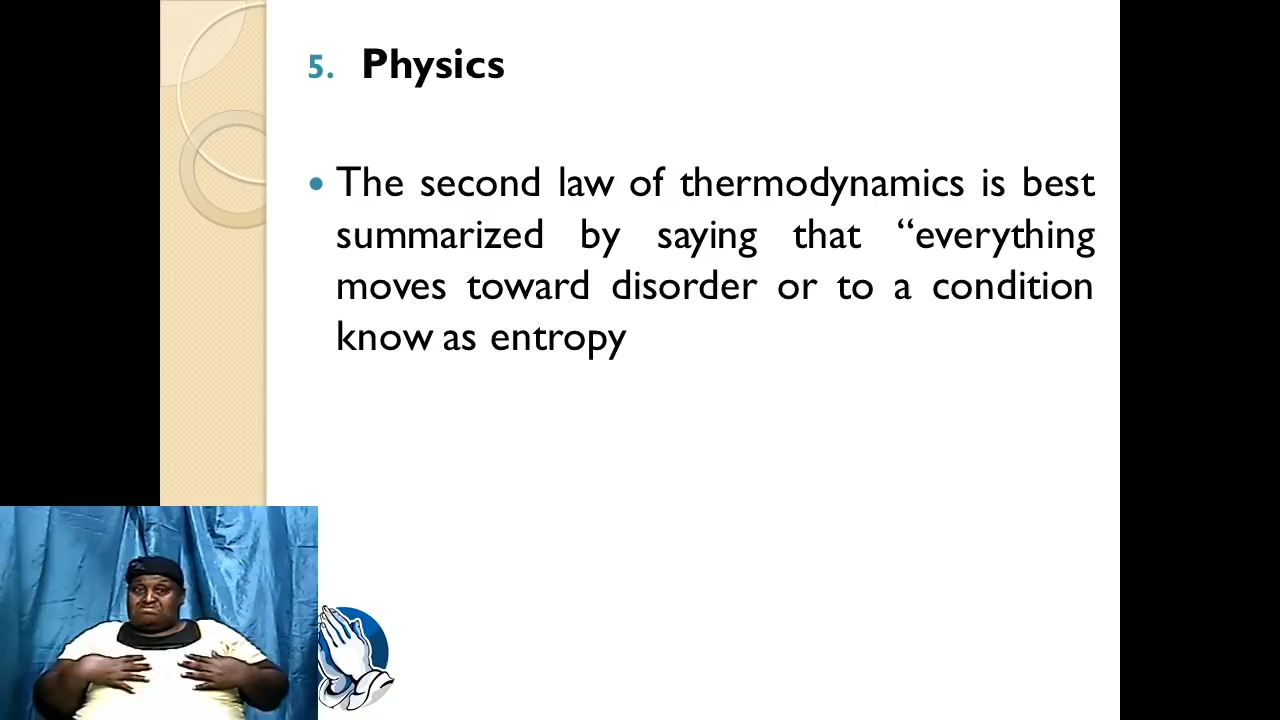 5. Physics
• The second law of thermodynamics is best
summarized by saying that “everything
moves toward disorder or to a condition
know as entropy